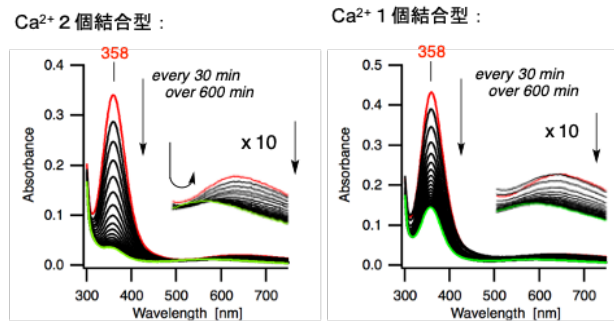 Ca²⁺ 2 個結合型：
358
every 30 min
over 600 min
x 10
Absorbance
0.4
0.3
0.2
0.1
0.0
300 400 500 600 700
Wavelength [nm]
Ca²⁺ 1 個結合型：
358
every 30 min
over 600 min
x 10
Absorbance
0.5
0.4
0.3
0.2
0.1
0.0
300 400 500 600 700
Wavelength [nm]